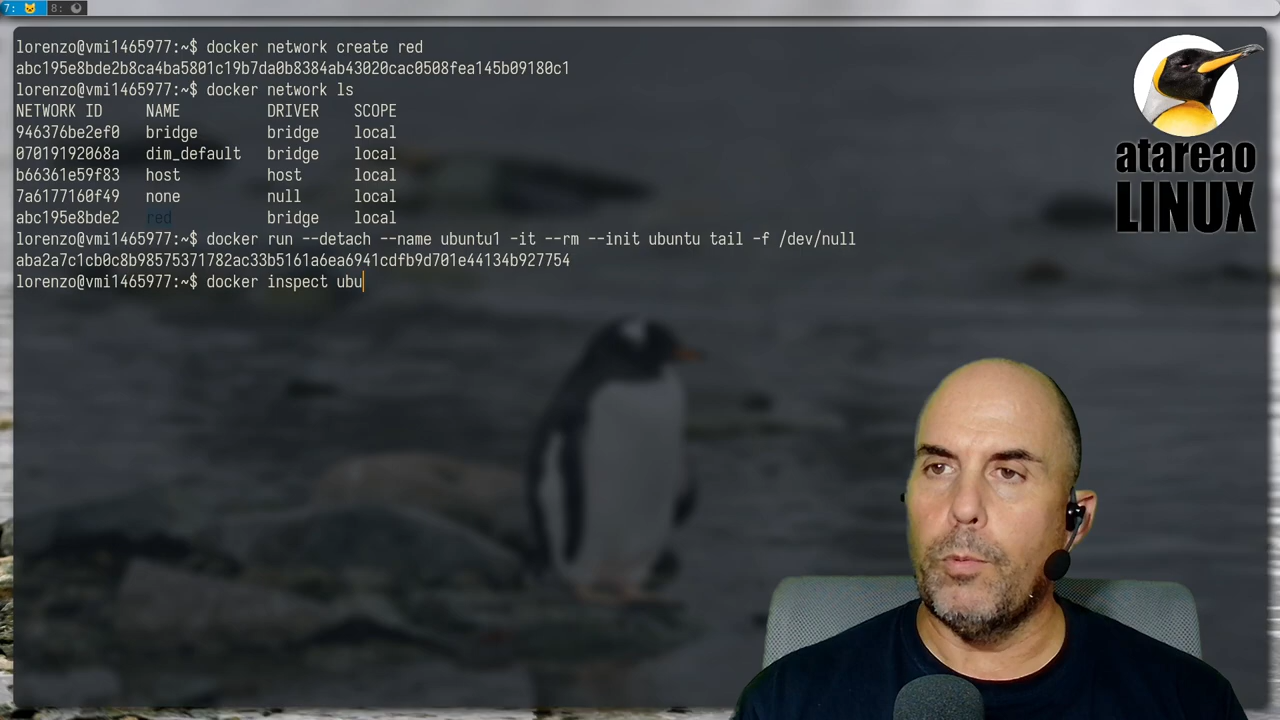 7: 8:
lorenzo@vmi1465977:~$ docker network create red
abc195e8bde2b8ca4ba5801c19b7da0b8384ab43020cac0508fea145b09180c1
lorenzo@vmi1465977:~$ docker network ls
NETWORK ID NAME DRIVER SCOPE
946376be2ef0 bridge bridge local
07019192068a dim_default bridge local
b66361e59f83 host host local
7a6177160f49 none null local
abc195e8bde2 red bridge local
lorenzo@vmi1465977:~$ docker run --detach --name ubuntu1 -it --rm --init ubuntu tail -f /dev/null
aba2a7c1cb0c8b98575371782ac33b5161a6ea6941cdfb9d701e44134b927754
lorenzo@vmi1465977:~$ docker inspect ubu
atareao
LINUX